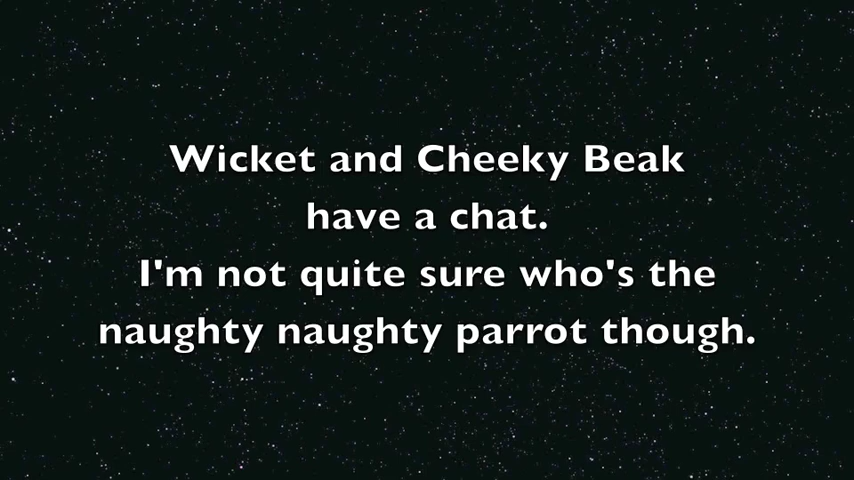 Wicket and Cheeky Beak
have a chat.
I'm not quite sure who's the
naughty naughty parrot though.